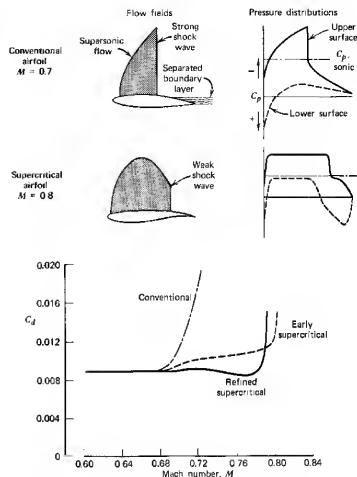 Flow fields
Pressure distributions
Conventional
airfoil
M = 0.7
Supersonic
flow
Strong
shock
wave
Separated
boundary
layer
Upper
surface
Cp-
sonic
−
Cp
+
Lower surface
Supercritical
airfoil
M = 0.8
Weak
shock
wave
0.020
0.016
Cd
0.012
0.008
0.004
0
Conventional
Early
supercritical
Refined
supercritical
0.60 0.64 0.68 0.72 0.76 0.80 0.84
Mach number, M